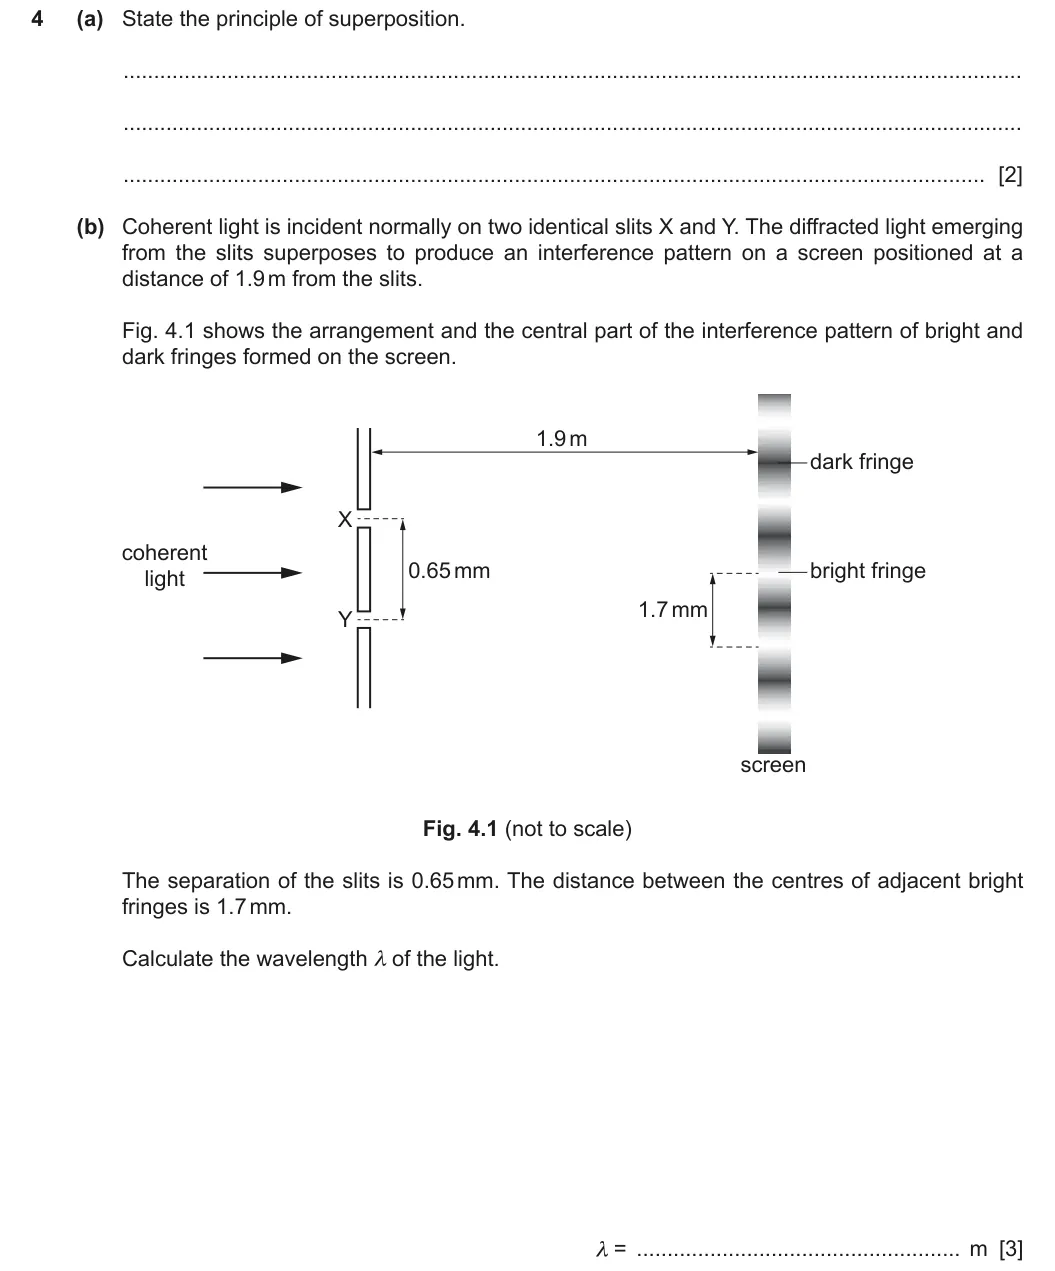 4 (a) State the principle of superposition.
..........
..........
.......... [2]
(b) Coherent light is incident normally on two identical slits X and Y. The diffracted light emerging
from the slits superposes to produce an interference pattern on a screen positioned at a
distance of 1.9 m from the slits.
Fig. 4.1 shows the arrangement and the central part of the interference pattern of bright and
dark fringes formed on the screen.
1.9 m
dark fringe
X
coherent
light
0.65 mm
bright fringe
1.7 mm
Y
screen
Fig. 4.1 (not to scale)
The separation of the slits is 0.65 mm. The distance between the centres of adjacent bright
fringes is 1.7 mm.
Calculate the wavelength λ of the light.
λ = .......... m [3]